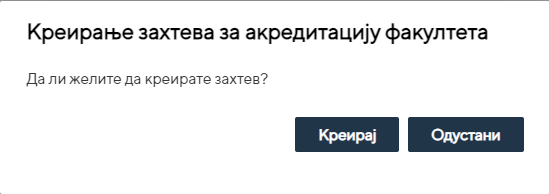 Креирање захтева за акредитацију факултета
Да ли желите да креирате захтев?
Креирај Одустани